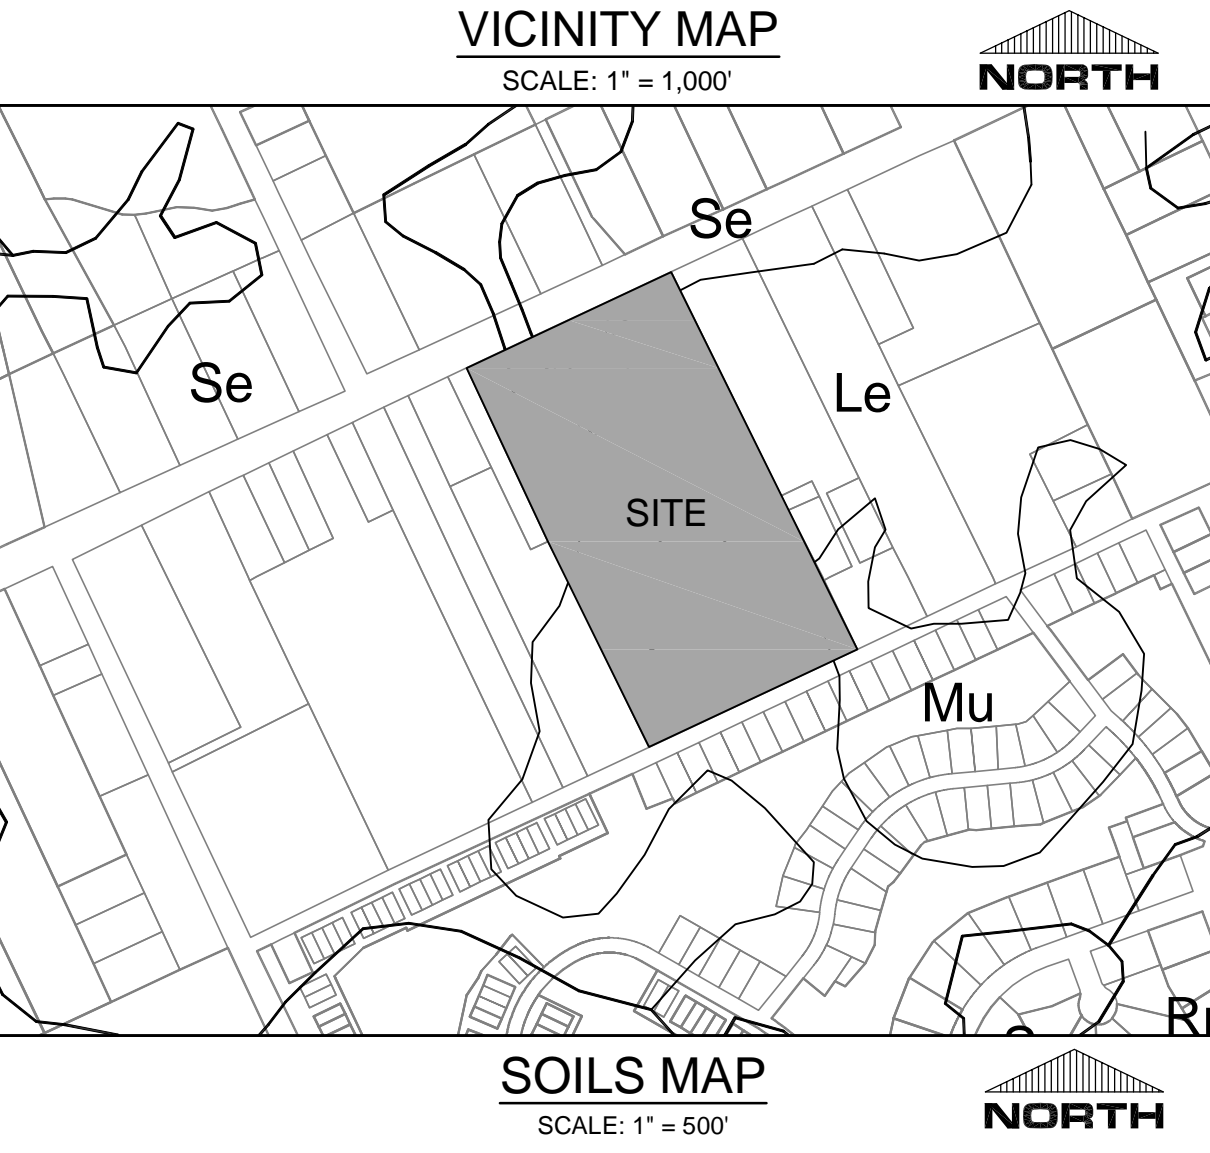 VICINITY MAP
SCALE: 1" = 1,000'
NORTH
Se
Se
Le
SITE
Mu
SOILS MAP
SCALE: 1" = 500'
NORTH